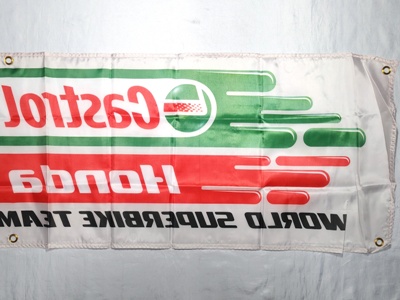 Castrol
Honda
WORLD SUPERBIKE TEAM